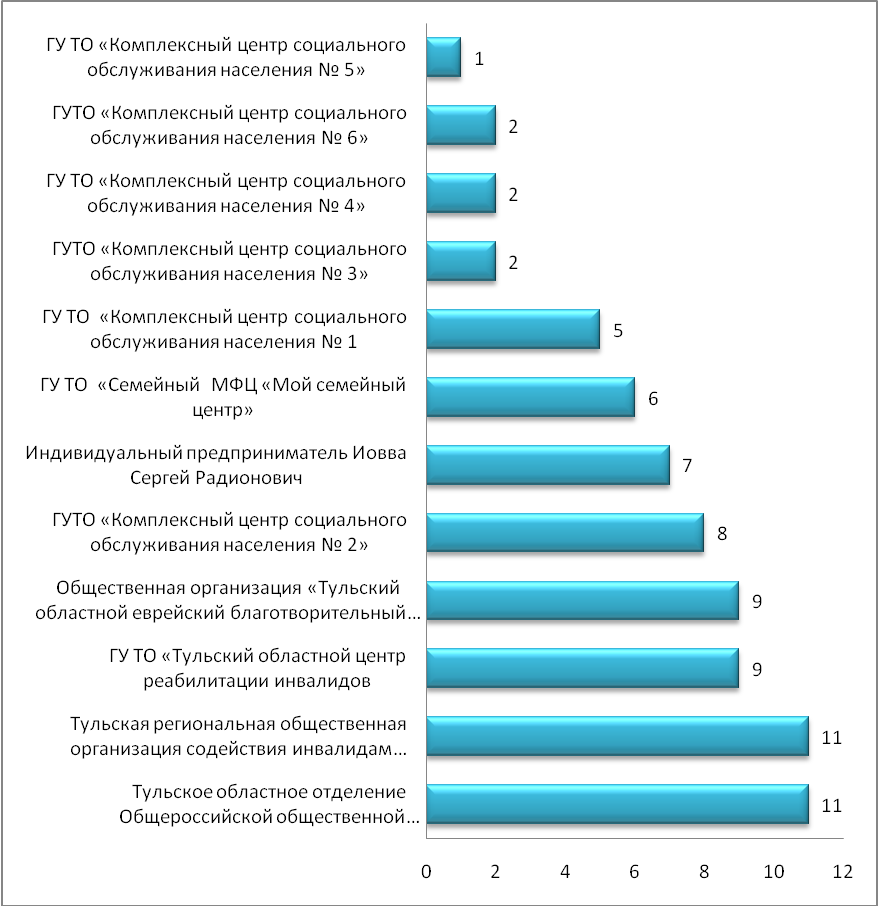 ГУ ТО «Комплексный центр социального
обслуживания населения № 5»
1
ГУТО «Комплексный центр социального
обслуживания населения № 6»
2
ГУ ТО «Комплексный центр социального
обслуживания населения № 4»
2
ГУТО «Комплексный центр социального
обслуживания населения № 3»
2
ГУ ТО «Комплексный центр социального
обслуживания населения № 1
5
ГУ ТО «Семейный МФЦ «Мой семейный
центр»
6
Индивидуальный предприниматель Иовва
Сергей Радионович
7
ГУТО «Комплексный центр социального
обслуживания населения № 2»
8
Общественная организация «Тульский
областной еврейский благотворительный...
9
ГУ ТО «Тульский областной центр
реабилитации инвалидов
9
Тульская региональная общественная
организация содействия инвалидам...
11
Тульское областное отделение
Общероссийской общественной...
11
0 2 4 6 8 10 12